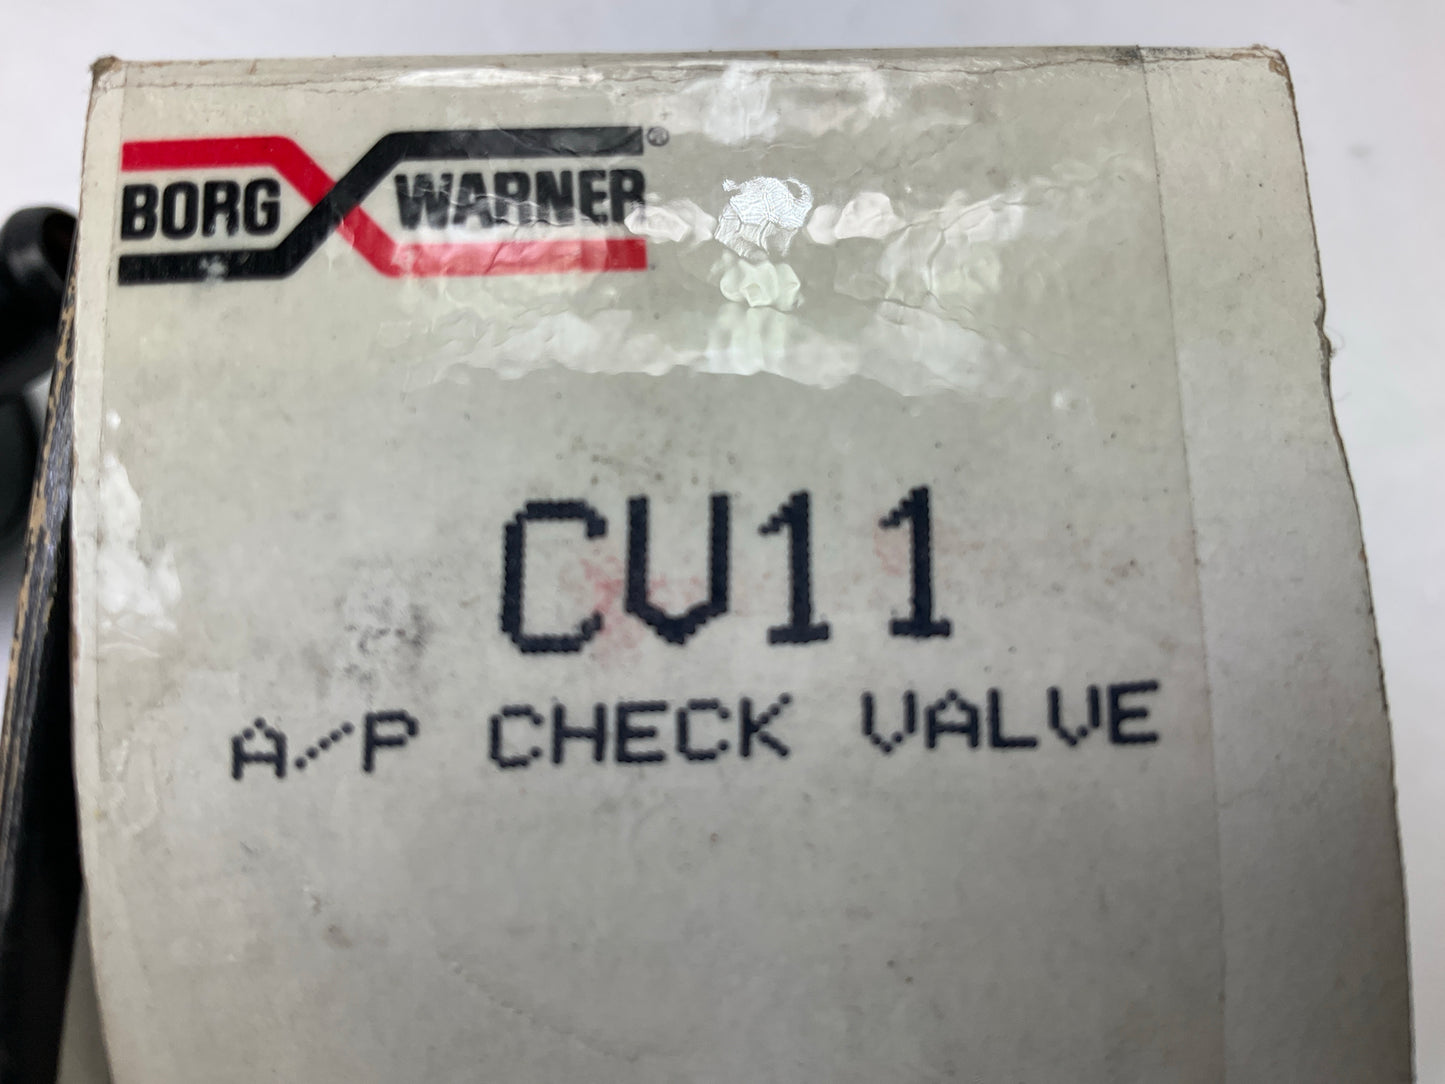 BORG WARNER®
CV11
A/P CHECK VALVE